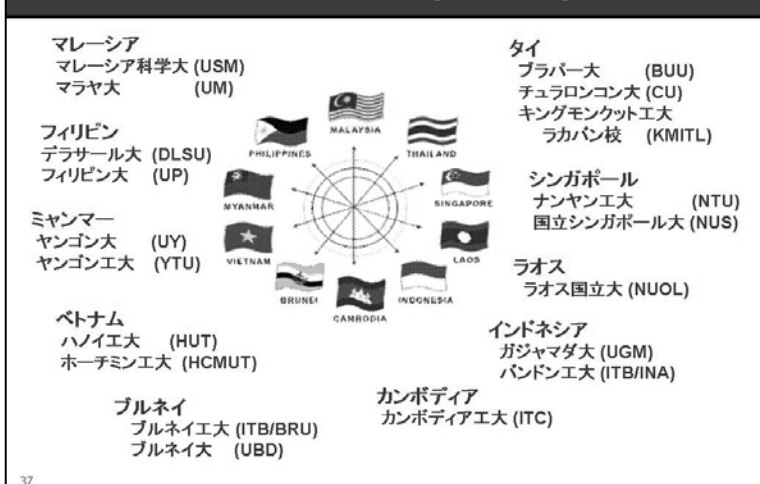 マレーシア
マレーシア科学大 (USM)
マラヤ大 (UM)
フィリピン
デラサール大 (DLSU)
フィリピン大 (UP)
ミャンマー
ヤンゴン大 (UY)
ヤンゴン工大 (YTU)
ベトナム
ハノイ工大 (HUT)
ホーチミン工大 (HCMUT)
ブルネイ
ブルネイ工大 (ITB/BRU)
ブルネイ大 (UBD)
MALAYSIA
PHILIPPINES
THAILAND
MYANMAR
SINGAPORE
VIETNAM
LAOS
BRUNEI
INDONESIA
CAMBODIA
タイ
ブラパー大 (BUU)
チュラロンコン大 (CU)
キングモンクット工大
ラカバン校 (KMITL)
シンガポール
ナンヤン工大 (NTU)
国立シンガポール大 (NUS)
ラオス
ラオス国立大 (NUOL)
インドネシア
ガジャマダ大 (UGM)
バンドン工大 (ITB/INA)
カンボディア
カンボディア工大 (ITC)
37